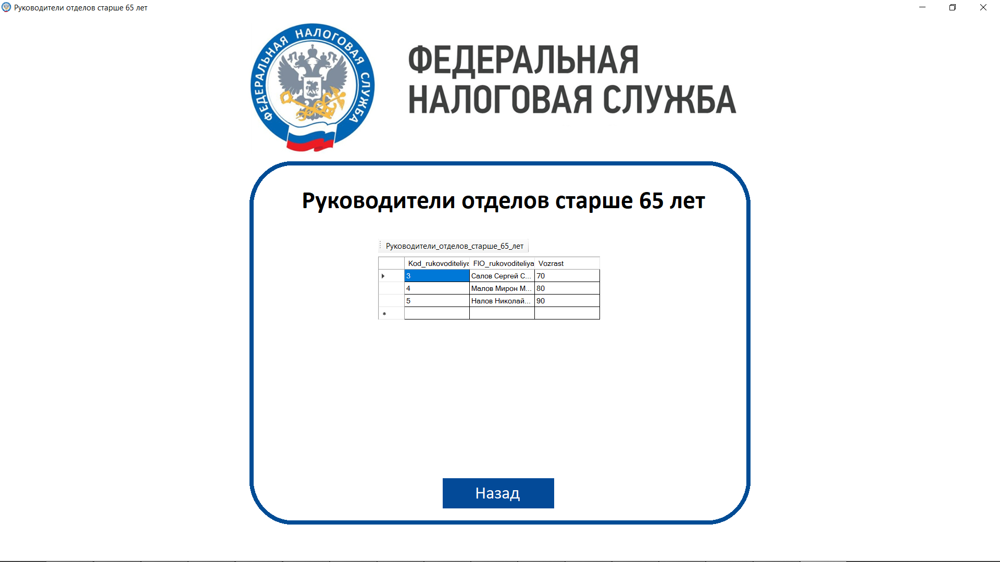 Руководители отделов старше 65 лет
ФЕДЕРАЛЬНАЯ НАЛОГОВАЯ СЛУЖБА
ФЕДЕРАЛЬНАЯ
НАЛОГОВАЯ СЛУЖБА
Руководители отделов старше 65 лет
Руководители_отделов_старше_65_лет
Kod_rukovoditeliya FIO_rukovoditeliya Vozrast
3 Салов Сергей С... 70
4 Малов Мирон М... 80
5 Налов Николай... 90
Назад